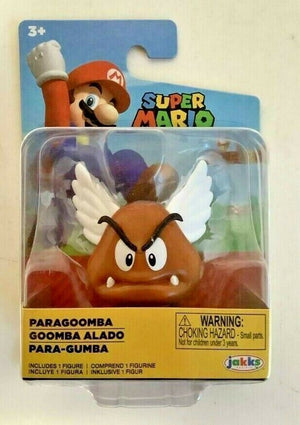 3+
SUPER
MARIO
PARAGOOMBA
GOOMBA ALADO
PARA-GUMBA
INCLUDES 1 FIGURE | COMPREND 1 FIGURINE
INCLUYE 1 FIGURA | INKLUSIVE 1 FIGUR
WARNING:
CHOKING HAZARD - Small parts.
Not for children under 3 years.
jakks